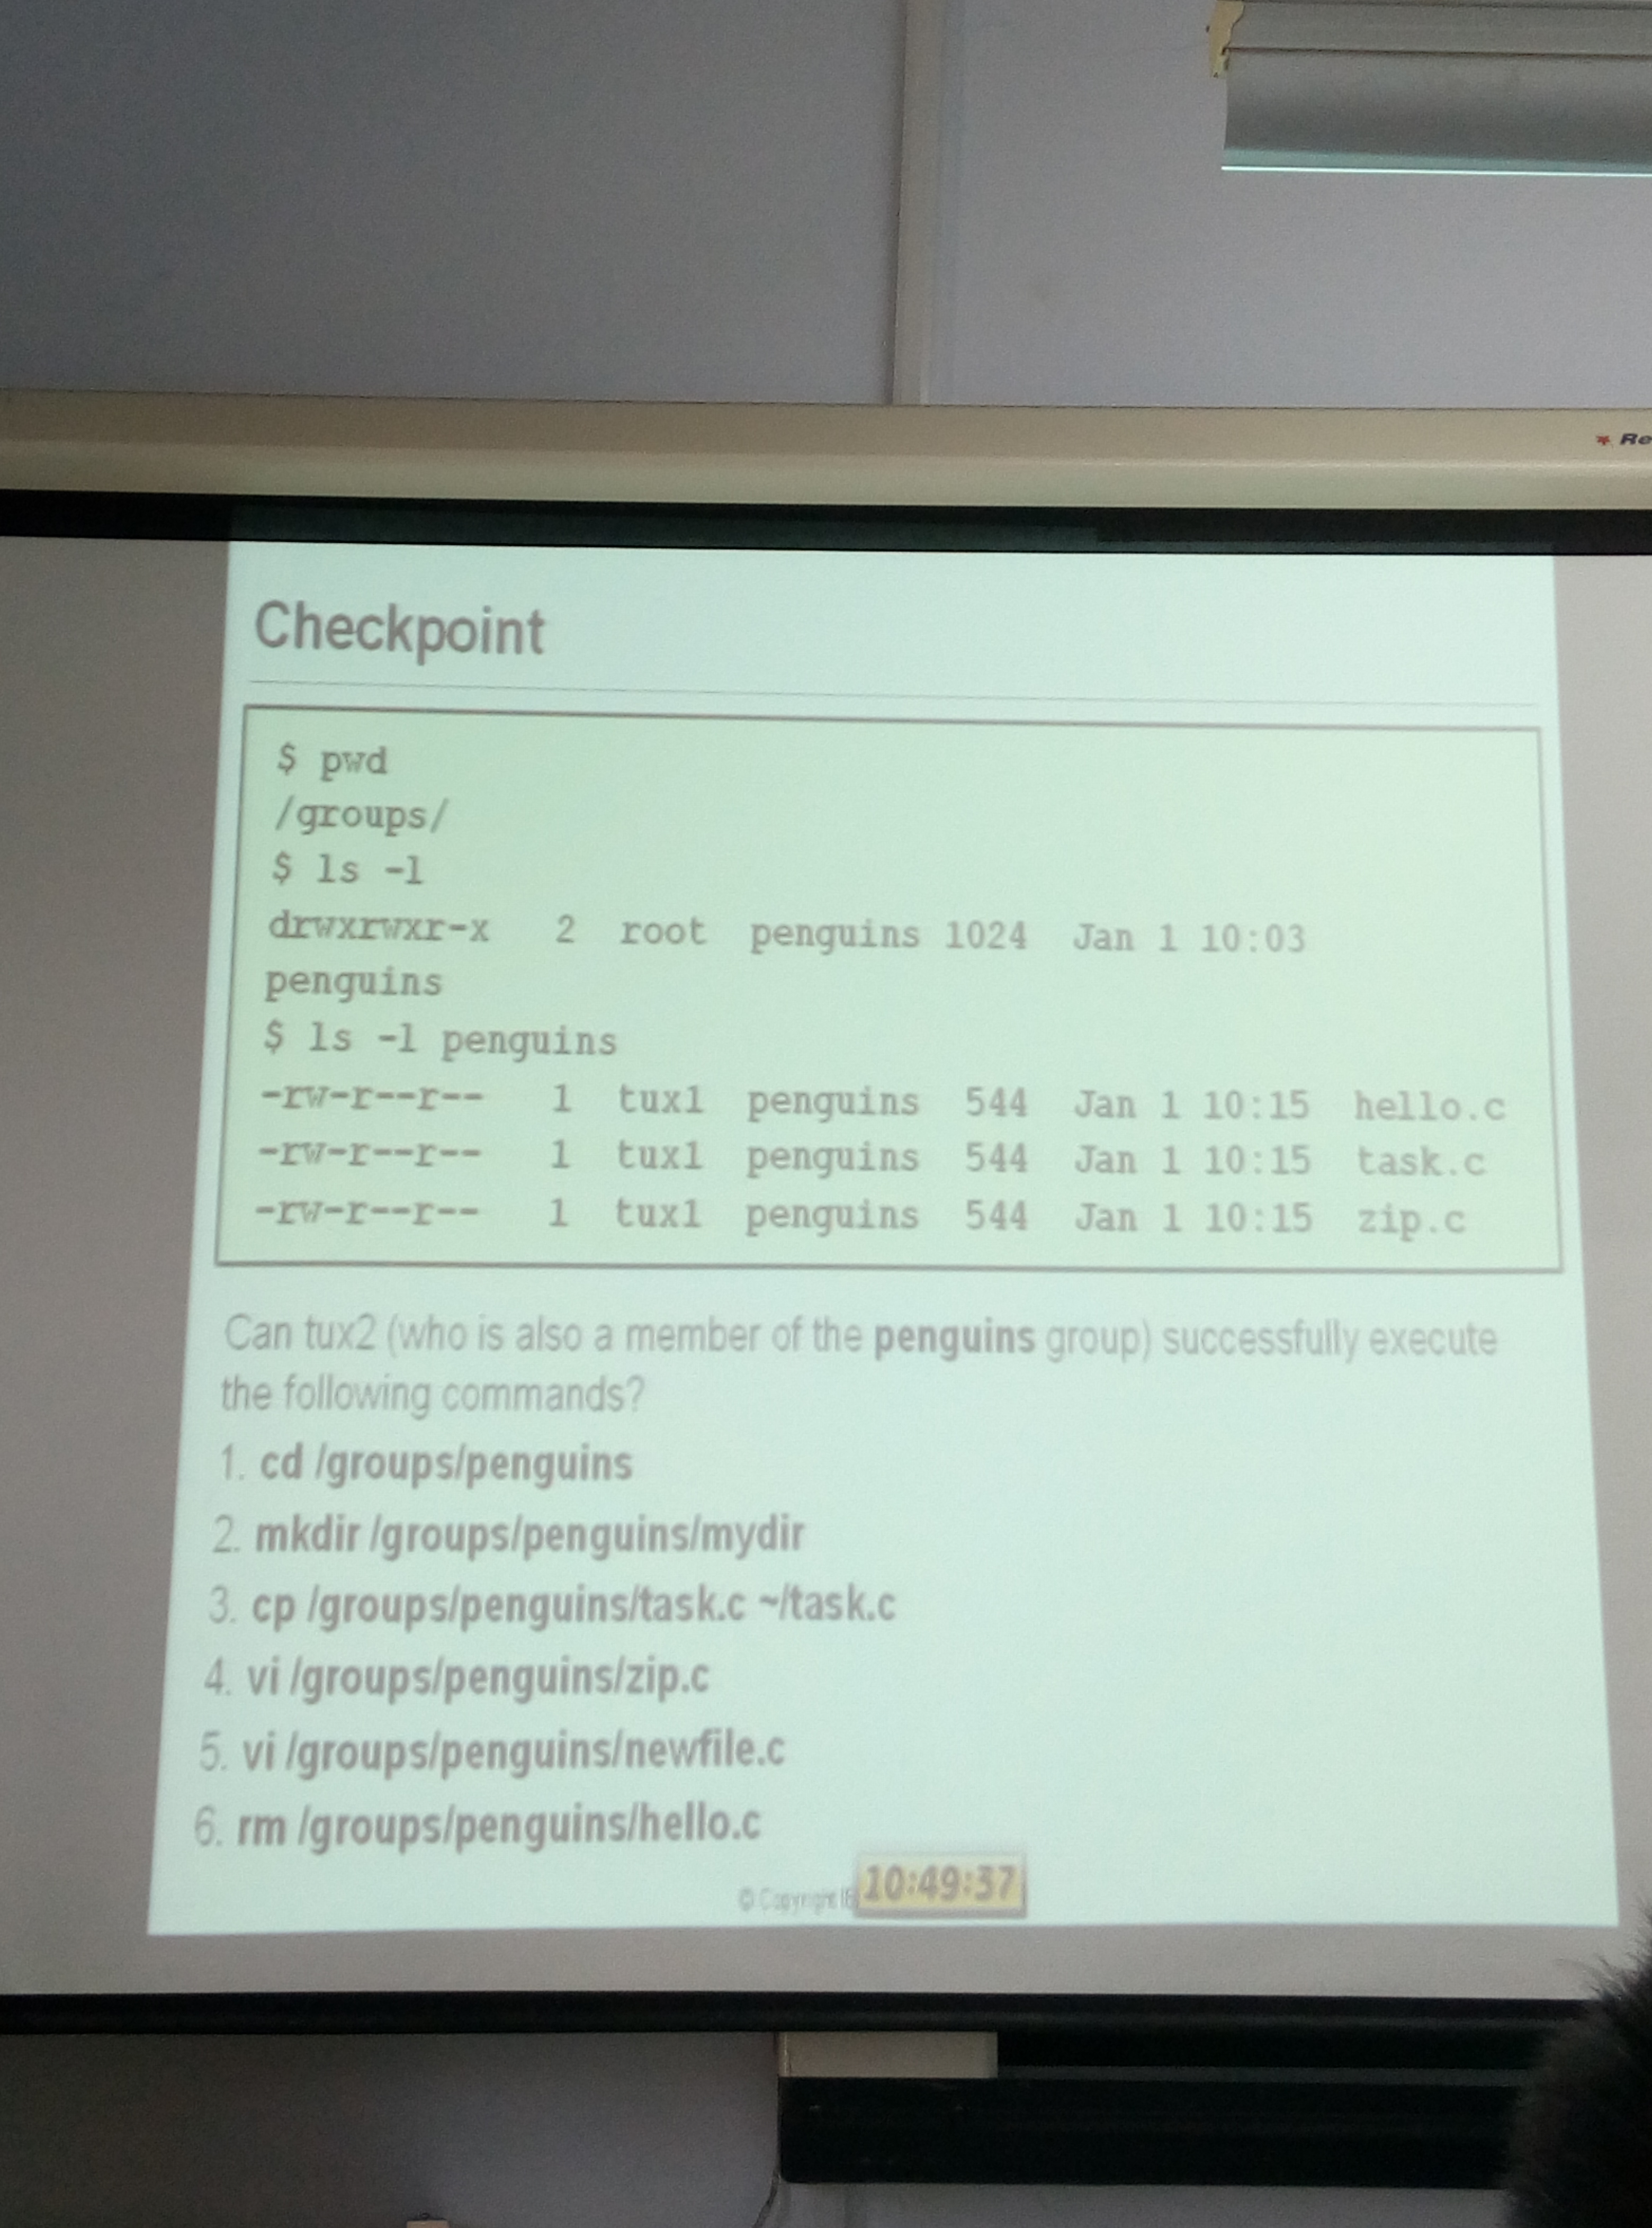 Re
Checkpoint
$ pwd
/groups/
$ ls -l
drwxrwxr-x 2 root penguins 1024 Jan 1 10:03
penguins
$ ls -l penguins
-rw-r--r-- 1 tux1 penguins 544 Jan 1 10:15 hello.c
-rw-r--r-- 1 tux1 penguins 544 Jan 1 10:15 task.c
-rw-r--r-- 1 tux1 penguins 544 Jan 1 10:15 zip.c
Can tux2 (who is also a member of the penguins group) successfully execute
the following commands?
1. cd /groups/penguins
2. mkdir /groups/penguins/mydir
3. cp /groups/penguins/task.c ~/task.c
4. vi /groups/penguins/zip.c
5. vi /groups/penguins/newfile.c
6. rm /groups/penguins/hello.c
© Copyright
10:49:37